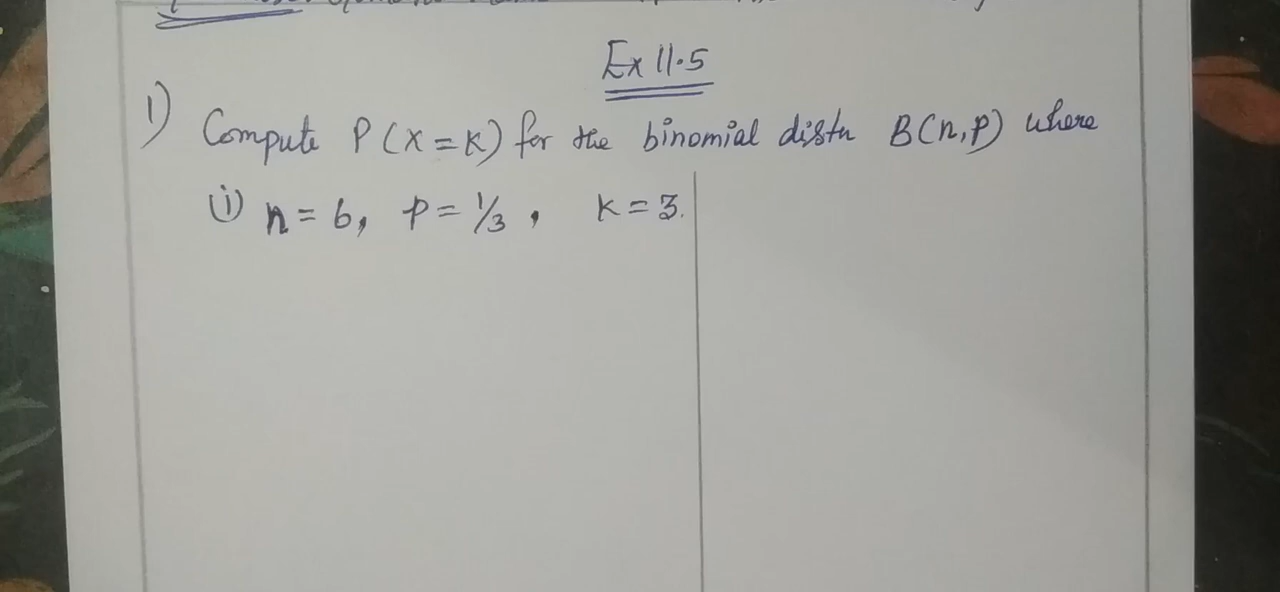 Ex 11.5
1) Compute P(X=K) for the binomial distn B(n,p) where
(i) n = 6, p = 1/3, K = 3.